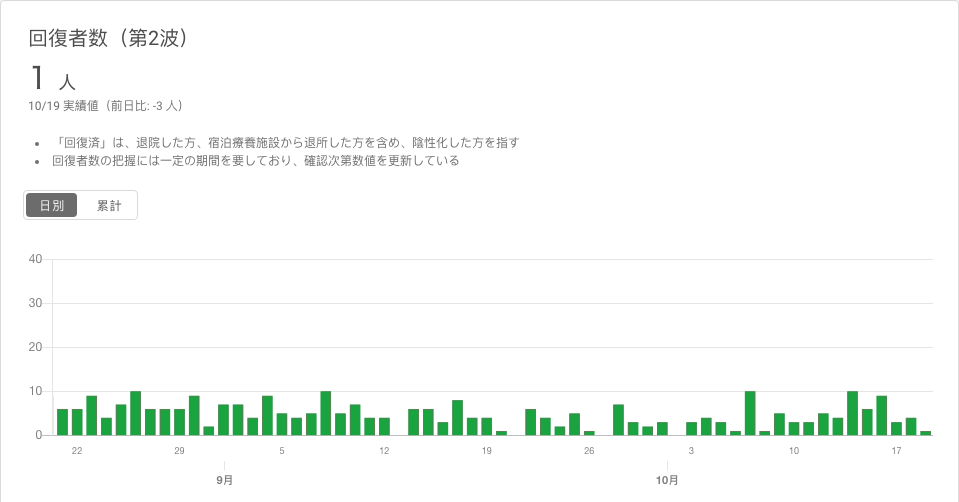 回復者数（第2波）
1 人
10/19 実績値（前日比: -3 人）
• 「回復済」は、退院した方、宿泊療養施設から退所した方を含め、陰性化した方を指す
• 回復者数の把握には一定の期間を要しており、確認次第数値を更新している
日別 累計
40
30
20
10
0
22 29 5 12 19 26 3 10 17
9月 10月